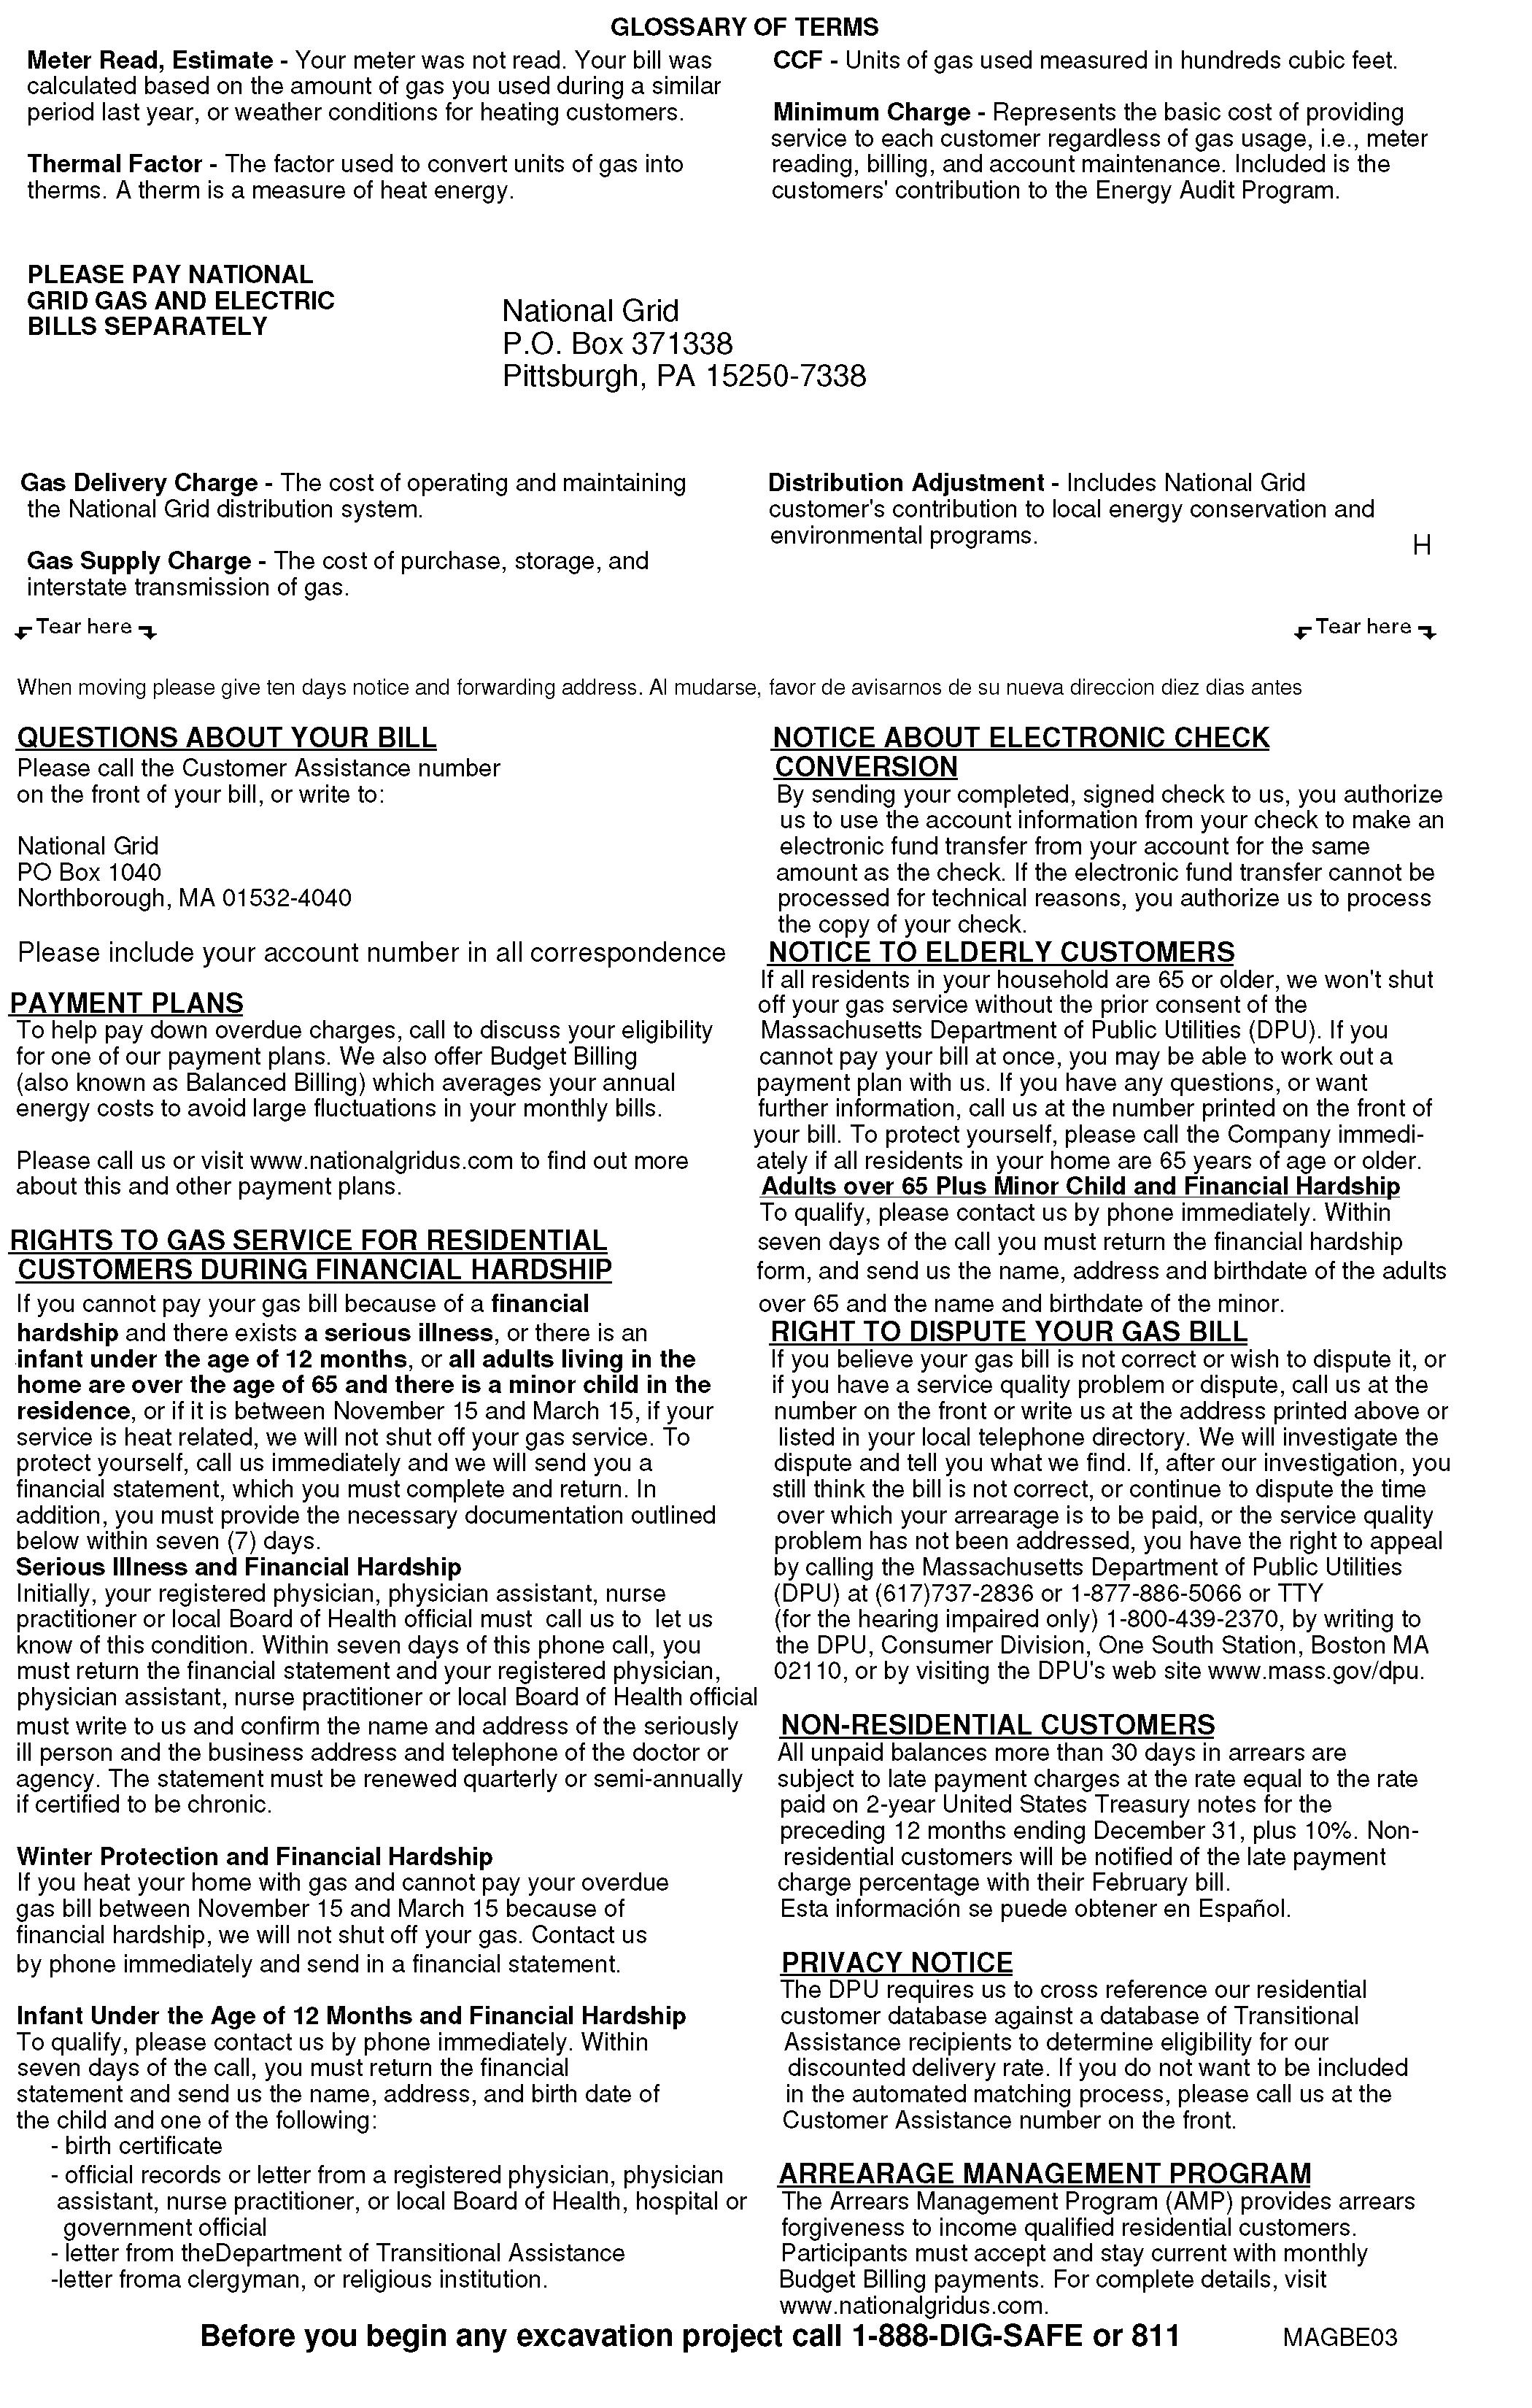 GLOSSARY OF TERMS
Meter Read, Estimate - Your meter was not read. Your bill was
calculated based on the amount of gas you used during a similar
period last year, or weather conditions for heating customers.
Thermal Factor - The factor used to convert units of gas into
therms. A therm is a measure of heat energy.
CCF - Units of gas used measured in hundreds cubic feet.
Minimum Charge - Represents the basic cost of providing
service to each customer regardless of gas usage, i.e., meter
reading, billing, and account maintenance. Included is the
customers' contribution to the Energy Audit Program.
PLEASE PAY NATIONAL
GRID GAS AND ELECTRIC
BILLS SEPARATELY
National Grid
P.O. Box 371338
Pittsburgh, PA 15250-7338
Gas Delivery Charge - The cost of operating and maintaining
the National Grid distribution system.
Gas Supply Charge - The cost of purchase, storage, and
interstate transmission of gas.
Distribution Adjustment - Includes National Grid
customer's contribution to local energy conservation and
environmental programs.
H
Tear here
Tear here
When moving please give ten days notice and forwarding address. Al mudarse, favor de avisarnos de su nueva direccion diez dias antes
QUESTIONS ABOUT YOUR BILL
Please call the Customer Assistance number
on the front of your bill, or write to:
National Grid
PO Box 1040
Northborough, MA 01532-4040
Please include your account number in all correspondence
PAYMENT PLANS
To help pay down overdue charges, call to discuss your eligibility
for one of our payment plans. We also offer Budget Billing
(also known as Balanced Billing) which averages your annual
energy costs to avoid large fluctuations in your monthly bills.
Please call us or visit www.nationalgridus.com to find out more
about this and other payment plans.
RIGHTS TO GAS SERVICE FOR RESIDENTIAL
CUSTOMERS DURING FINANCIAL HARDSHIP
If you cannot pay your gas bill because of a financial
hardship and there exists a serious illness, or there is an
infant under the age of 12 months, or all adults living in the
home are over the age of 65 and there is a minor child in the
residence, or if it is between November 15 and March 15, if your
service is heat related, we will not shut off your gas service. To
protect yourself, call us immediately and we will send you a
financial statement, which you must complete and return. In
addition, you must provide the necessary documentation outlined
below within seven (7) days.
Serious Illness and Financial Hardship
Initially, your registered physician, physician assistant, nurse
practitioner or local Board of Health official must call us to let us
know of this condition. Within seven days of this phone call, you
must return the financial statement and your registered physician,
physician assistant, nurse practitioner or local Board of Health official
must write to us and confirm the name and address of the seriously
ill person and the business address and telephone of the doctor or
agency. The statement must be renewed quarterly or semi-annually
if certified to be chronic.
Winter Protection and Financial Hardship
If you heat your home with gas and cannot pay your overdue
gas bill between November 15 and March 15 because of
financial hardship, we will not shut off your gas. Contact us
by phone immediately and send in a financial statement.
Infant Under the Age of 12 Months and Financial Hardship
To qualify, please contact us by phone immediately. Within
seven days of the call, you must return the financial
statement and send us the name, address, and birth date of
the child and one of the following:
- birth certificate
- official records or letter from a registered physician, physician
assistant, nurse practitioner, or local Board of Health, hospital or
government official
- letter from theDepartment of Transitional Assistance
-letter froma clergyman, or religious institution.
NOTICE ABOUT ELECTRONIC CHECK
CONVERSION
By sending your completed, signed check to us, you authorize
us to use the account information from your check to make an
electronic fund transfer from your account for the same
amount as the check. If the electronic fund transfer cannot be
processed for technical reasons, you authorize us to process
the copy of your check.
NOTICE TO ELDERLY CUSTOMERS
If all residents in your household are 65 or older, we won't shut
off your gas service without the prior consent of the
Massachusetts Department of Public Utilities (DPU). If you
cannot pay your bill at once, you may be able to work out a
payment plan with us. If you have any questions, or want
further information, call us at the number printed on the front of
your bill. To protect yourself, please call the Company immedi-
ately if all residents in your home are 65 years of age or older.
Adults over 65 Plus Minor Child and Financial Hardship
To qualify, please contact us by phone immediately. Within
seven days of the call you must return the financial hardship
form, and send us the name, address and birthdate of the adults
over 65 and the name and birthdate of the minor.
RIGHT TO DISPUTE YOUR GAS BILL
If you believe your gas bill is not correct or wish to dispute it, or
if you have a service quality problem or dispute, call us at the
number on the front or write us at the address printed above or
listed in your local telephone directory. We will investigate the
dispute and tell you what we find. If, after our investigation, you
still think the bill is not correct, or continue to dispute the time
over which your arrearage is to be paid, or the service quality
problem has not been addressed, you have the right to appeal
by calling the Massachusetts Department of Public Utilities
(DPU) at (617)737-2836 or 1-877-886-5066 or TTY
(for the hearing impaired only) 1-800-439-2370, by writing to
the DPU, Consumer Division, One South Station, Boston MA
02110, or by visiting the DPU's web site www.mass.gov/dpu.
NON-RESIDENTIAL CUSTOMERS
All unpaid balances more than 30 days in arrears are
subject to late payment charges at the rate equal to the rate
paid on 2-year United States Treasury notes for the
preceding 12 months ending December 31, plus 10%. Non-
residential customers will be notified of the late payment
charge percentage with their February bill.
Esta información se puede obtener en Español.
PRIVACY NOTICE
The DPU requires us to cross reference our residential
customer database against a database of Transitional
Assistance recipients to determine eligibility for our
discounted delivery rate. If you do not want to be included
in the automated matching process, please call us at the
Customer Assistance number on the front.
ARREARAGE MANAGEMENT PROGRAM
The Arrears Management Program (AMP) provides arrears
forgiveness to income qualified residential customers.
Participants must accept and stay current with monthly
Budget Billing payments. For complete details, visit
www.nationalgridus.com.
Before you begin any excavation project call 1-888-DIG-SAFE or 811
MAGBE03